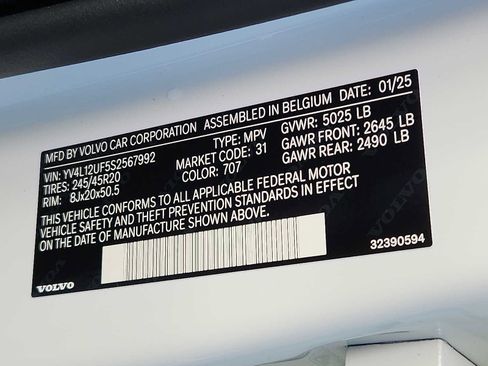 MFD BY VOLVO CAR CORPORATION ASSEMBLED IN BELGIUM DATE: 01/25
VIN: YV4L12UF5S2567992 TYPE: MPV GVWR: 5025 LB
TIRES: 245/45R20 MARKET: 31 GAWR FRONT: 2645 LB
RIM: 8Jx20x50.5 COLOR: 707 GAWR REAR: 2490 LB
THIS VEHICLE CONFORMS TO ALL APPLICABLE FEDERAL MOTOR
VEHICLE SAFETY AND THEFT PREVENTION STANDARDS IN EFFECT
ON THE DATE OF MANUFACTURE SHOWN ABOVE.
32390594
VOLVO